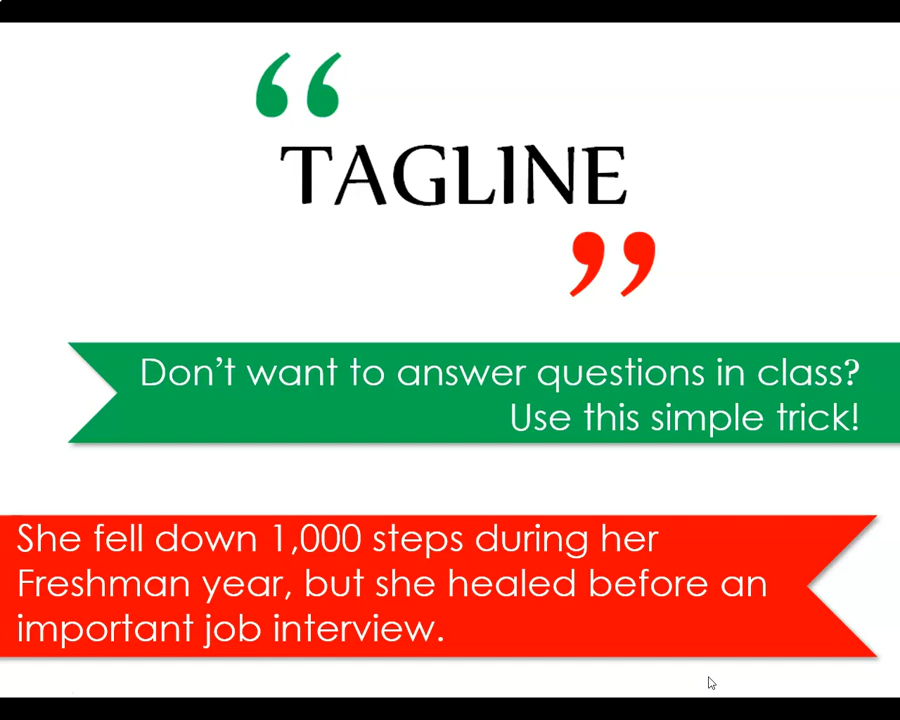 “
TAGLINE
”
Don’t want to answer questions in class?
Use this simple trick!
She fell down 1,000 steps during her
Freshman year, but she healed before an
important job interview.